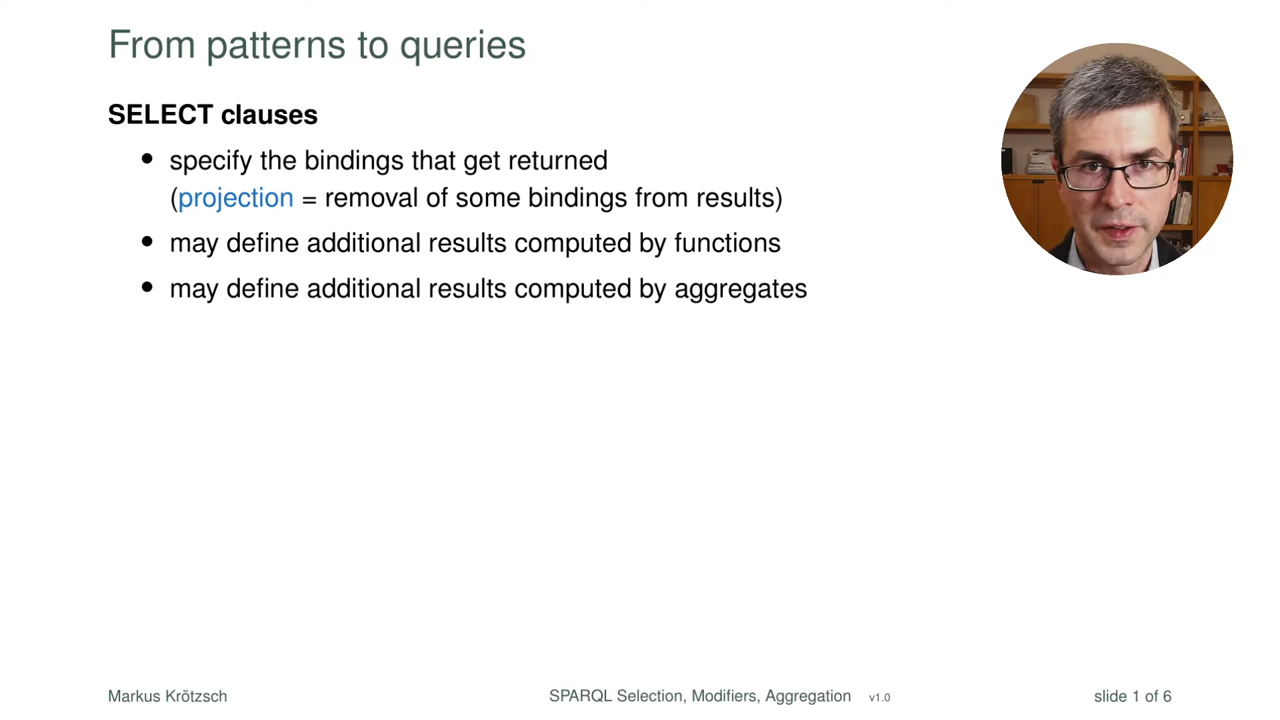 From patterns to queries
SELECT clauses
• specify the bindings that get returned
(projection = removal of some bindings from results)
• may define additional results computed by functions
• may define additional results computed by aggregates
Markus Krötzsch SPARQL Selection, Modifiers, Aggregation v1.0 slide 1 of 6